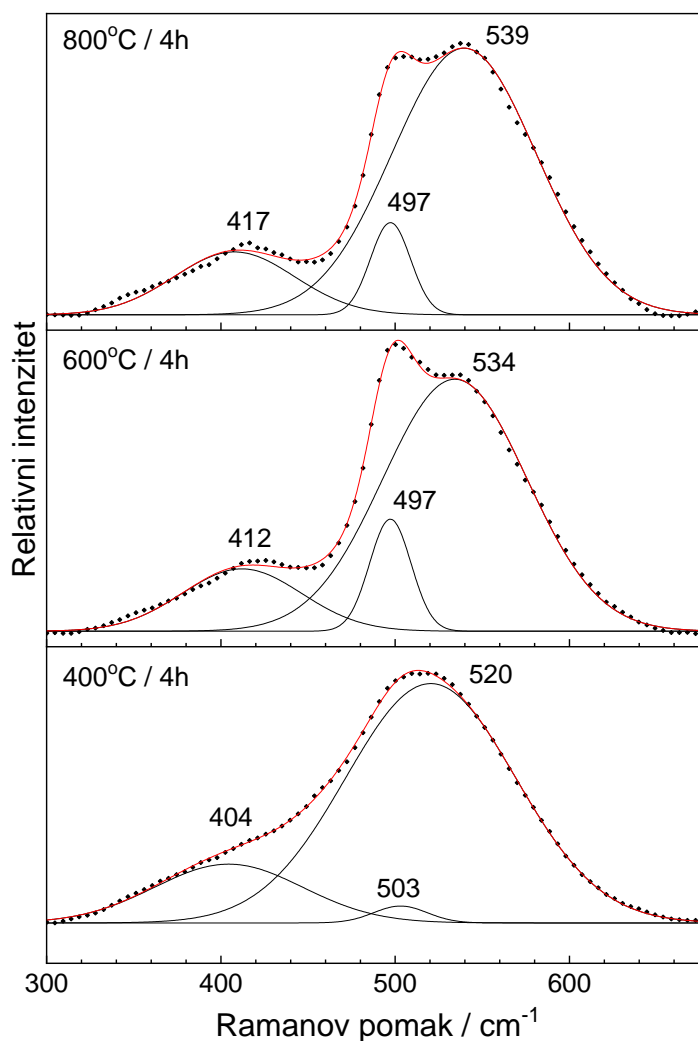 800°C / 4h
539
497
417
600°C / 4h
534
497
412
400°C / 4h
520
404
503
300 400 500 600
Ramanov pomak / cm⁻¹
Relativni intenzitet